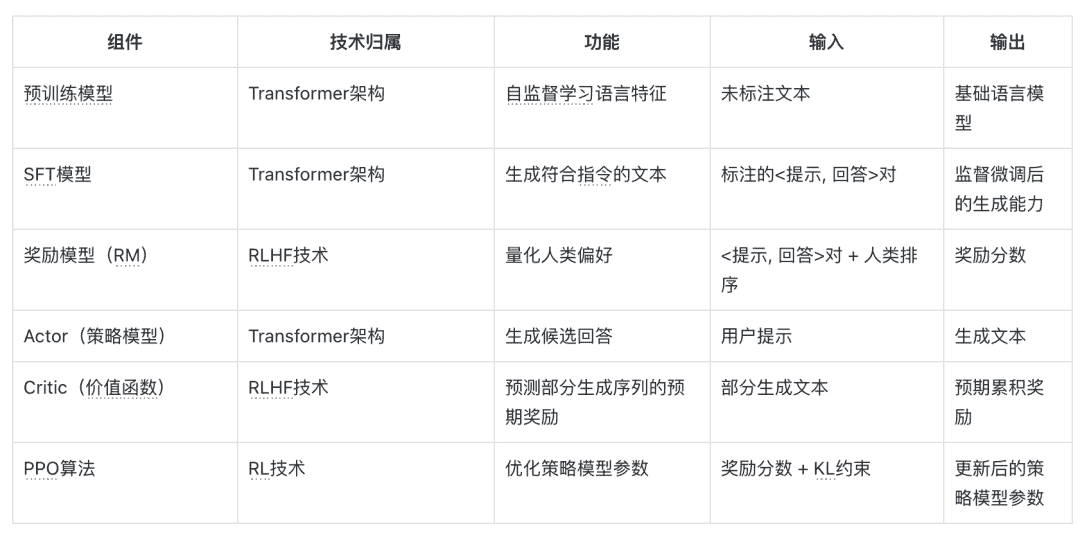 组件 技术归属 功能 输入 输出
预训练模型 Transformer架构 自监督学习语言特征 未标注文本 基础语言模
型
SFT模型 Transformer架构 生成符合指令的文本 标注的<提示, 回答>对 监督微调后
的生成能力
奖励模型（RM） RLHF技术 量化人类偏好 <提示, 回答>对 + 人类排 奖励分数
序
Actor（策略模型） Transformer架构 生成候选回答 用户提示 生成文本
Critic（价值函数） RLHF技术 预测部分生成序列的预 部分生成文本 预期累积奖
期奖励 励
PPO算法 RL技术 优化策略模型参数 奖励分数 + KL约束 更新后的策
略模型参数